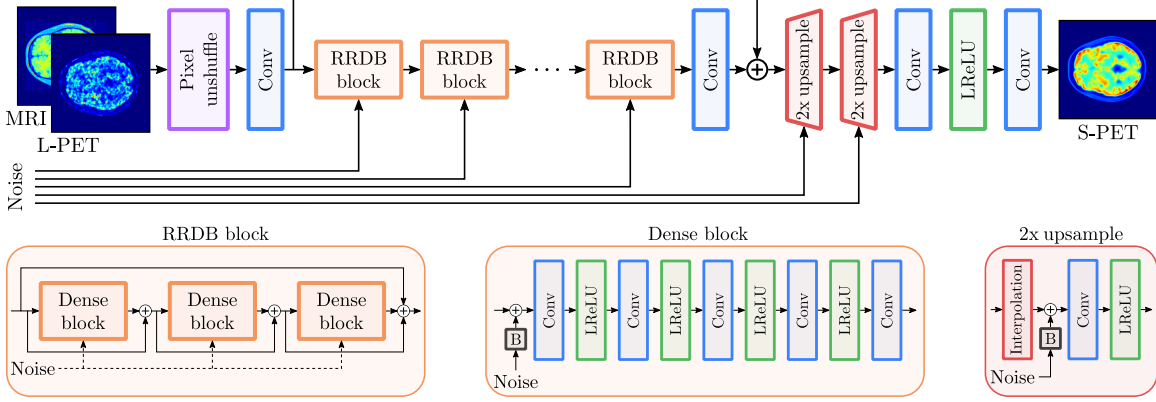 MRI
L-PET
Pixel
unshuffle
Conv
RRDB
block
RRDB
block
...
RRDB
block
Conv
2x upsample
2x upsample
Conv
LReLU
Conv
S-PET
Noise
RRDB block
Dense
block
Dense
block
Dense
block
Noise
Dense block
B
Noise
Conv
LReLU
Conv
LReLU
Conv
LReLU
Conv
LReLU
Conv
2x upsample
Interpolation
B
Noise
Conv
LReLU